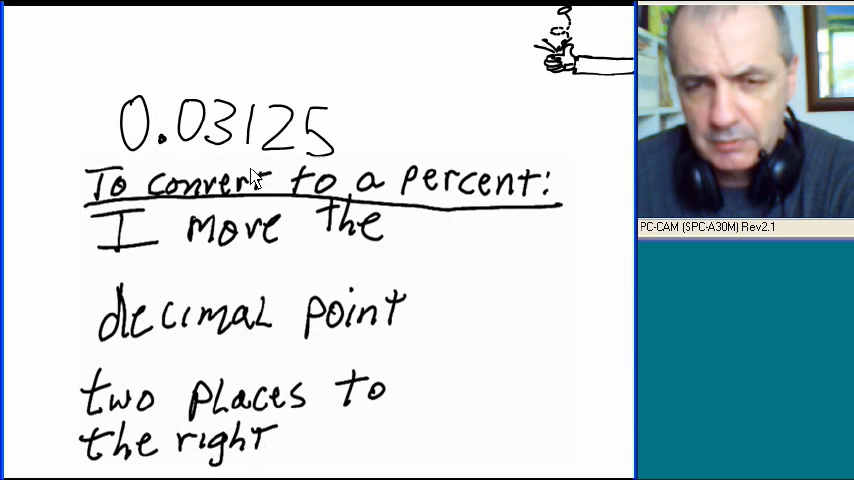 0.03125
To convert to a percent:
I move the
decimal point
two places to
the right
PC-CAM (SPC-A30M) Rev2.1